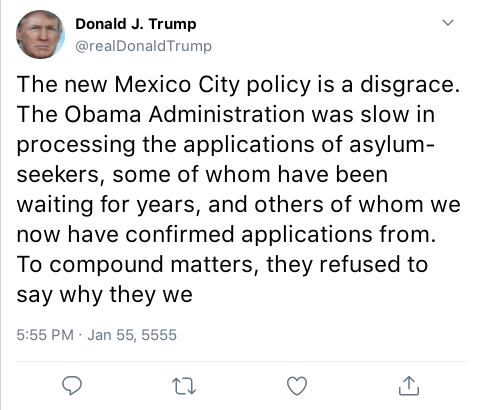 Donald J. Trump
@realDonaldTrump
The new Mexico City policy is a disgrace.
The Obama Administration was slow in
processing the applications of asylum-
seekers, some of whom have been
waiting for years, and others of whom we
now have confirmed applications from.
To compound matters, they refused to
say why they we
5:55 PM · Jan 55, 5555